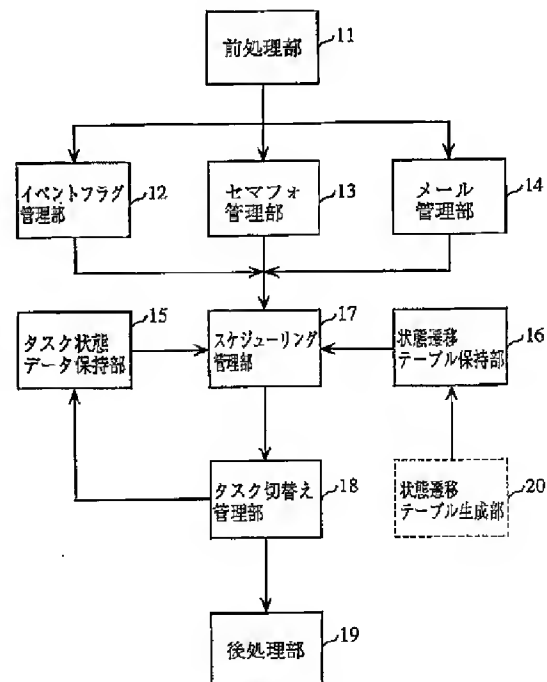 前処理部
11
イベントフラグ
管理部
12
セマフォ
管理部
13
メール
管理部
14
15
タスク状態
データ保持部
17
スケジューリング
管理部
状態遷移
テーブル保持部
16
タスク切替え
管理部
18
状態遷移
テーブル生成部
20
後処理部
19